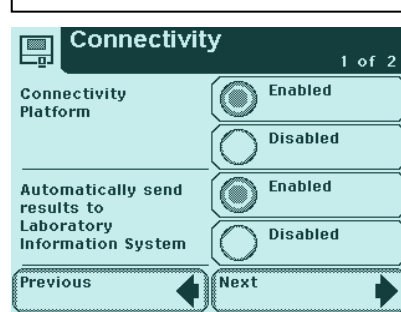 Connectivity
1 of 2
Connectivity
Platform
Enabled
Disabled
Automatically send
results to
Laboratory
Information System
Enabled
Disabled
Previous
Next